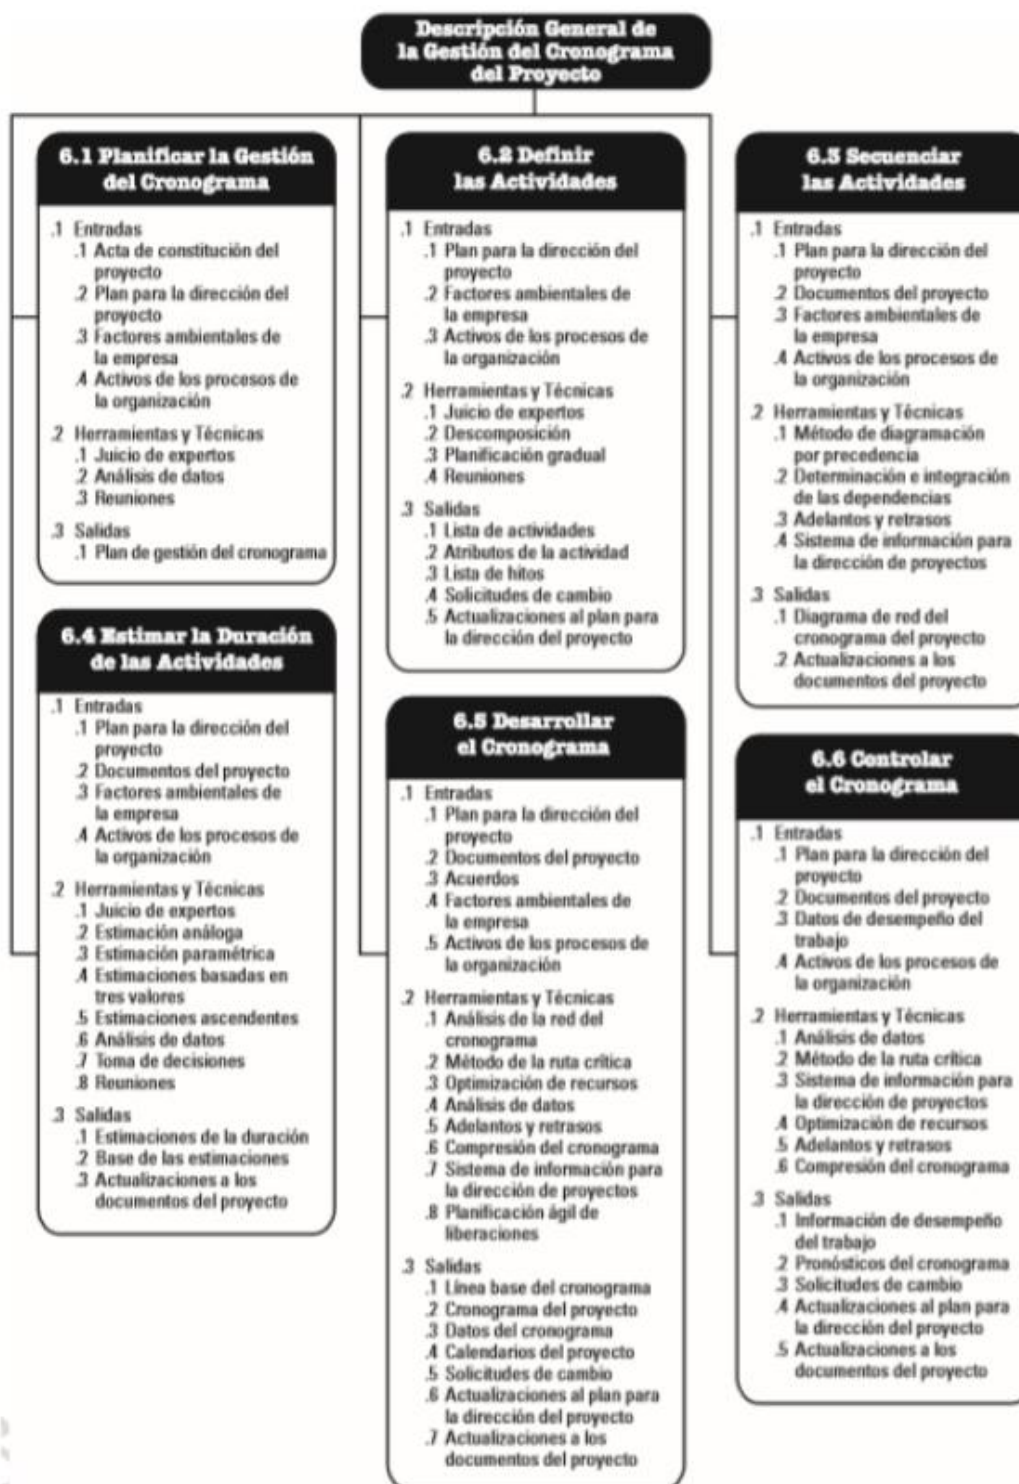 Descripción General de
la Gestión del Cronograma
del Proyecto
6.1 Planificar la Gestión
del Cronograma
.1 Entradas
.1 Acta de constitución del
proyecto
.2 Plan para la dirección del
proyecto
.3 Factores ambientales de
la empresa
.4 Activos de los procesos de
la organización
.2 Herramientas y Técnicas
.1 Juicio de expertos
.2 Análisis de datos
.3 Reuniones
.3 Salidas
.1 Plan de gestión del cronograma
6.2 Definir
las Actividades
.1 Entradas
.1 Plan para la dirección del
proyecto
.2 Factores ambientales de
la empresa
.3 Activos de los procesos de
la organización
.2 Herramientas y Técnicas
.1 Juicio de expertos
.2 Descomposición
.3 Planificación gradual
.4 Reuniones
.3 Salidas
.1 Lista de actividades
.2 Atributos de la actividad
.3 Lista de hitos
.4 Solicitudes de cambio
.5 Actualizaciones al plan para
la dirección del proyecto
6.3 Secuenciar
las Actividades
.1 Entradas
.1 Plan para la dirección del
proyecto
.2 Documentos del proyecto
.3 Factores ambientales de
la empresa
.4 Activos de los procesos de
la organización
.2 Herramientas y Técnicas
.1 Método de diagramación
por precedencia
.2 Determinación e integración
de las dependencias
.3 Adelantos y retrasos
.4 Sistema de información para
la dirección de proyectos
.3 Salidas
.1 Diagrama de red del
cronograma del proyecto
.2 Actualizaciones a los
documentos del proyecto
6.4 Estimar la Duración
de las Actividades
.1 Entradas
.1 Plan para la dirección del
proyecto
.2 Documentos del proyecto
.3 Factores ambientales de
la empresa
.4 Activos de los procesos de
la organización
.2 Herramientas y Técnicas
.1 Juicio de expertos
.2 Estimación análoga
.3 Estimación paramétrica
.4 Estimaciones basadas en
tres valores
.5 Estimaciones ascendentes
.6 Análisis de datos
.7 Toma de decisiones
.8 Reuniones
.3 Salidas
.1 Estimaciones de la duración
.2 Base de las estimaciones
.3 Actualizaciones a los
documentos del proyecto
6.5 Desarrollar
el Cronograma
.1 Entradas
.1 Plan para la dirección del
proyecto
.2 Documentos del proyecto
.3 Acuerdos
.4 Factores ambientales de
la empresa
.5 Activos de los procesos de
la organización
.2 Herramientas y Técnicas
.1 Análisis de la red del
cronograma
.2 Método de la ruta crítica
.3 Optimización de recursos
.4 Análisis de datos
.5 Adelantos y retrasos
.6 Compresión del cronograma
.7 Sistema de información para
la dirección de proyectos
.8 Planificación ágil de
liberaciones
.3 Salidas
.1 Línea base del cronograma
.2 Cronograma del proyecto
.3 Datos del cronograma
.4 Calendarios del proyecto
.5 Solicitudes de cambio
.6 Actualizaciones al plan para
la dirección del proyecto
.7 Actualizaciones a los
documentos del proyecto
6.6 Controlar
el Cronograma
.1 Entradas
.1 Plan para la dirección del
proyecto
.2 Documentos del proyecto
.3 Datos de desempeño del
trabajo
.4 Activos de los procesos de
la organización
.2 Herramientas y Técnicas
.1 Análisis de datos
.2 Método de la ruta crítica
.3 Sistema de información para
la dirección de proyectos
.4 Optimización de recursos
.5 Adelantos y retrasos
.6 Compresión del cronograma
.3 Salidas
.1 Información de desempeño
del trabajo
.2 Pronósticos del cronograma
.3 Solicitudes de cambio
.4 Actualizaciones al plan para
la dirección del proyecto
.5 Actualizaciones a los
documentos del proyecto